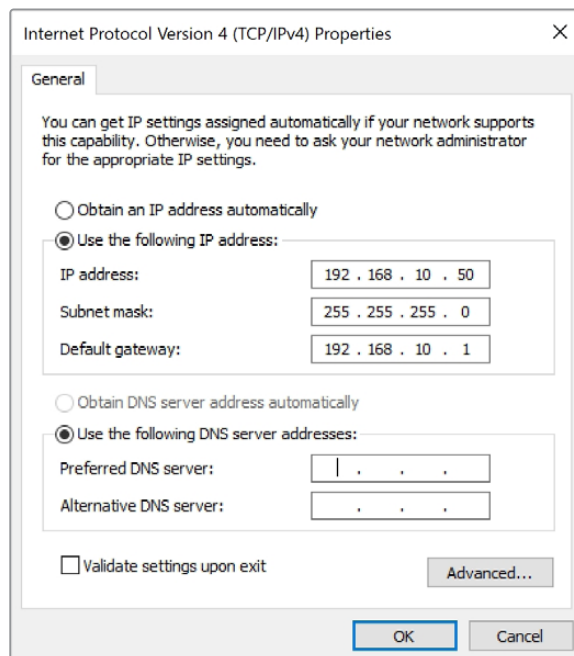 Internet Protocol Version 4 (TCP/IPv4) Properties
General
You can get IP settings assigned automatically if your network supports
this capability. Otherwise, you need to ask your network administrator
for the appropriate IP settings.
Obtain an IP address automatically
Use the following IP address:
IP address: 192 . 168 . 10 . 50
Subnet mask: 255 . 255 . 255 . 0
Default gateway: 192 . 168 . 10 . 1
Obtain DNS server address automatically
Use the following DNS server addresses:
Preferred DNS server: . . .
Alternative DNS server: . . .
Validate settings upon exit
Advanced...
OK Cancel